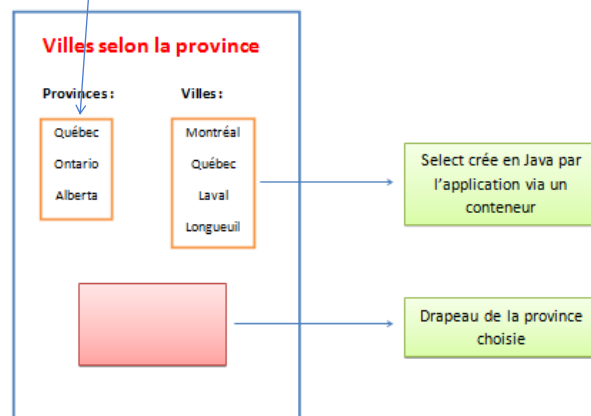 Villes selon la province
Provinces :
Villes :
Québec
Ontario
Alberta
Montréal
Québec
Laval
Longueuil
Select crée en Java par
l'application via un
conteneur
Drapeau de la province
choisie